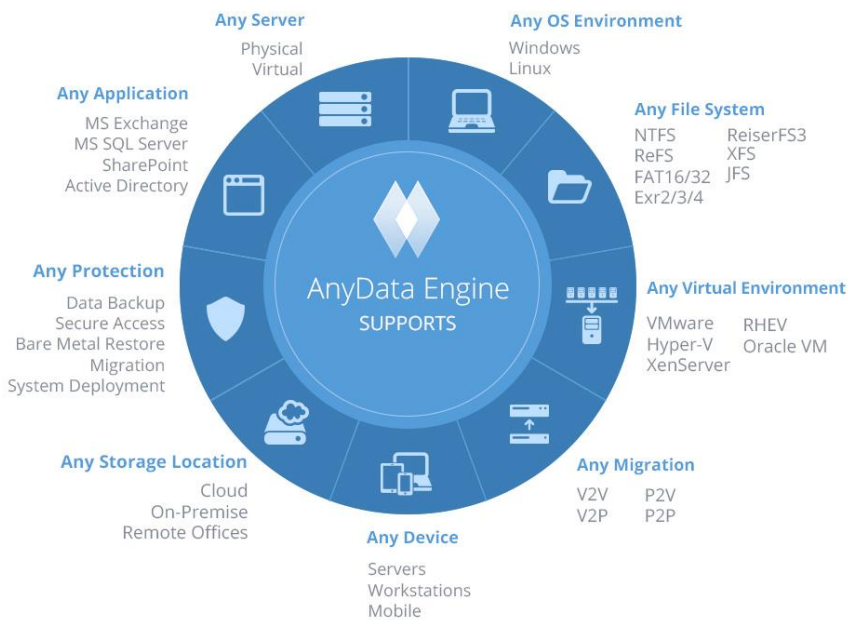 Any Server
Physical
Virtual
Any OS Environment
Windows
Linux
Any Application
MS Exchange
MS SQL Server
SharePoint
Active Directory
Any File System
NTFS ReiserFS3
ReFS XFS
FAT16/32 JFS
Exr2/3/4
AnyData Engine
SUPPORTS
Any Protection
Data Backup
Secure Access
Bare Metal Restore
Migration
System Deployment
Any Virtual Environment
VMware RHEV
Hyper-V Oracle VM
XenServer
Any Storage Location
Cloud
On-Premise
Remote Offices
Any Migration
V2V P2V
V2P P2P
Any Device
Servers
Workstations
Mobile